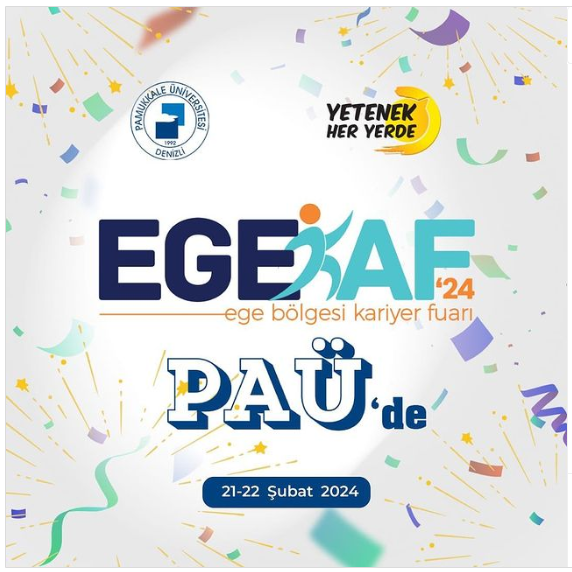 PAMUKKALE ÜNİVERSİTESİ
1992
DENİZLİ
YETENEK
HER YERDE
EGEKAF
'24
ege bölgesi kariyer fuarı
PAÜ'de
21-22 Şubat 2024